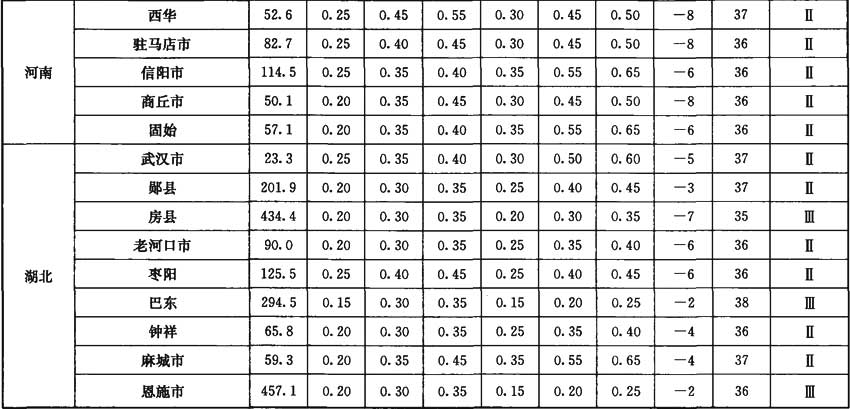 河南 西华 52.6 0.25 0.45 0.55 0.30 0.45 0.50 －8 37 Ⅱ
驻马店市 82.7 0.25 0.40 0.45 0.30 0.45 0.50 －8 36 Ⅱ
信阳市 114.5 0.25 0.35 0.40 0.35 0.55 0.65 －6 36 Ⅱ
商丘市 50.1 0.20 0.35 0.45 0.30 0.45 0.50 －8 36 Ⅱ
固始 57.1 0.20 0.35 0.40 0.35 0.55 0.65 －6 36 Ⅱ
湖北 武汉市 23.3 0.25 0.35 0.40 0.30 0.50 0.60 －5 37 Ⅱ
郧县 201.9 0.20 0.30 0.35 0.25 0.40 0.45 －3 37 Ⅱ
房县 434.4 0.20 0.30 0.35 0.20 0.30 0.35 －7 35 Ⅲ
老河口市 90.0 0.20 0.30 0.35 0.25 0.35 0.40 －6 36 Ⅱ
枣阳 125.5 0.25 0.40 0.45 0.25 0.40 0.45 －6 36 Ⅱ
巴东 294.5 0.15 0.30 0.35 0.15 0.20 0.25 －2 38 Ⅲ
钟祥 65.8 0.20 0.30 0.35 0.25 0.35 0.40 －4 36 Ⅱ
麻城市 59.3 0.20 0.35 0.45 0.35 0.55 0.65 －4 37 Ⅱ
恩施市 457.1 0.20 0.30 0.35 0.15 0.20 0.25 －2 36 Ⅲ